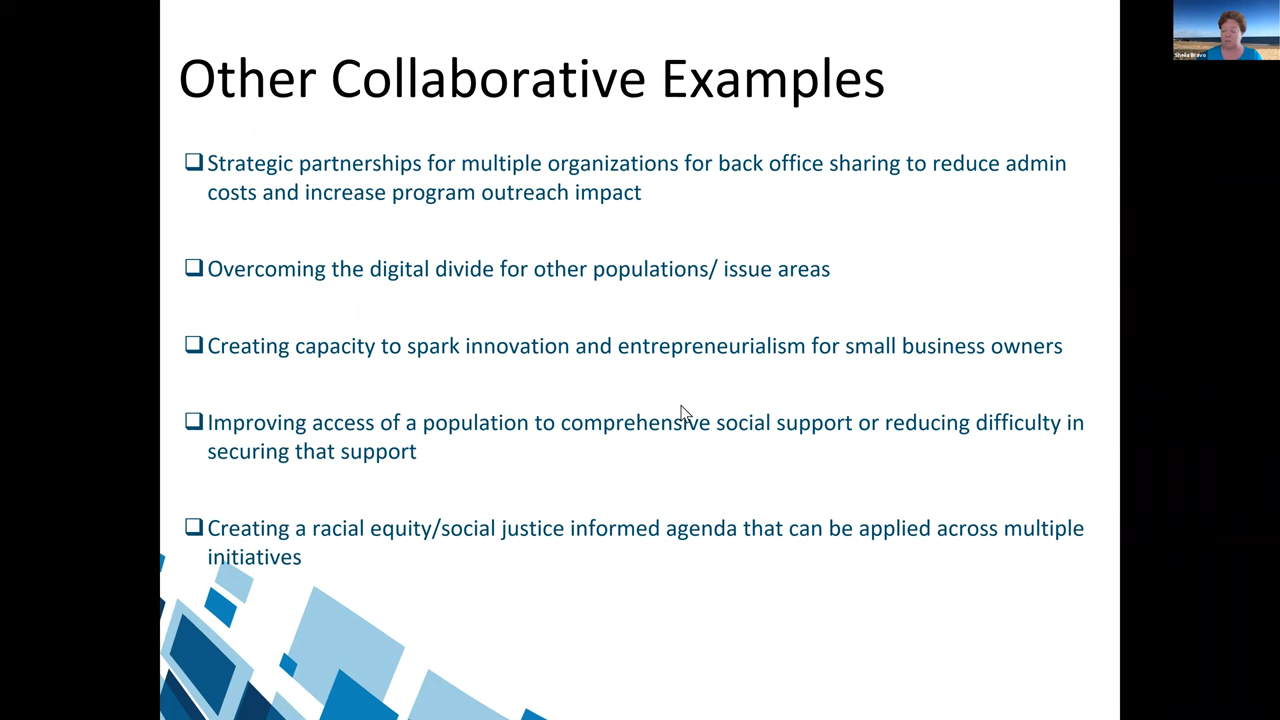 Other Collaborative Examples
Strategic partnerships for multiple organizations for back office sharing to reduce admin
costs and increase program outreach impact
Overcoming the digital divide for other populations/ issue areas
Creating capacity to spark innovation and entrepreneurialism for small business owners
Improving access of a population to comprehensive social support or reducing difficulty in
securing that support
Creating a racial equity/social justice informed agenda that can be applied across multiple
initiatives
Sheila Bravo